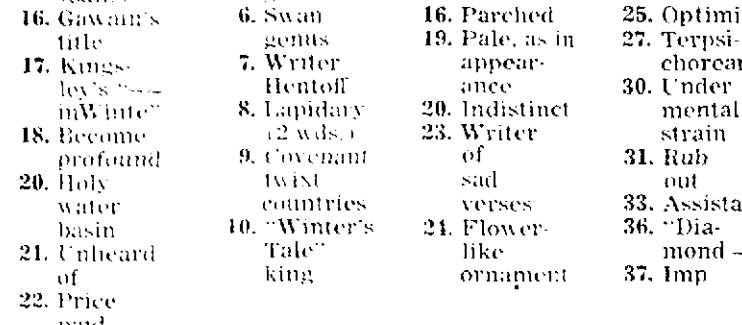 16. Gawain's
title
17. Kings-
ley's "—
inWhite"
18. Become
profound
20. Holy
water
basin
21. Unheard
of
22. Price
paid
6. Swan
genus
7. Writer
Hentoff
8. Lapidary
(2 wds.)
9. Covenant
twixt
countries
10. "Winter's
Tale"
king
16. Parched
19. Pale, as in
appear-
ance
20. Indistinct
23. Writer
of
sad
verses
24. Flower-
like
ornament
25. Optimi
27. Terpsi-
chorear
30. Under
mental
strain
31. Rub
out
33. Assista
36. "Dia-
mond –
37. Imp